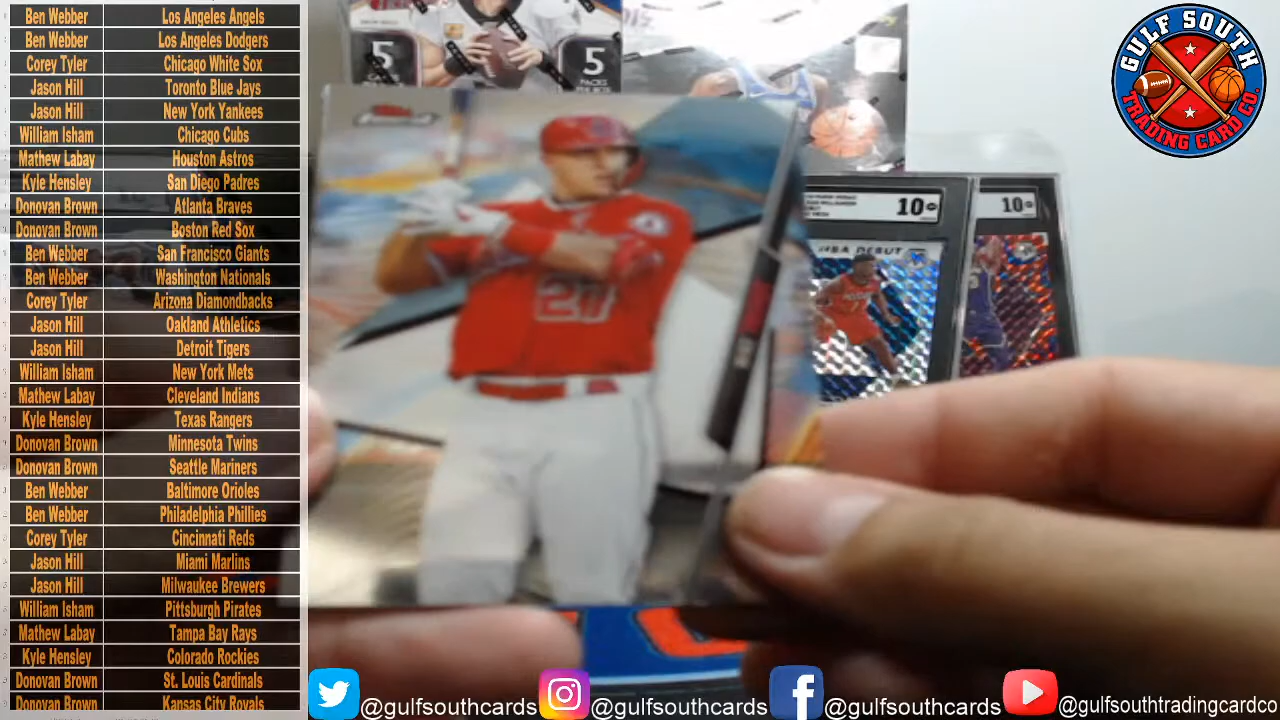 Ben Webber Los Angeles Angels
Ben Webber Los Angeles Dodgers
Corey Tyler Chicago White Sox
Jason Hill Toronto Blue Jays
Jason Hill New York Yankees
William Isham Chicago Cubs
Mathew Labay Houston Astros
Kyle Hensley San Diego Padres
Donovan Brown Atlanta Braves
Donovan Brown Boston Red Sox
Ben Webber San Francisco Giants
Ben Webber Washington Nationals
Corey Tyler Arizona Diamondbacks
Jason Hill Oakland Athletics
Jason Hill Detroit Tigers
William Isham New York Mets
Mathew Labay Cleveland Indians
Kyle Hensley Texas Rangers
Donovan Brown Minnesota Twins
Donovan Brown Seattle Mariners
Ben Webber Baltimore Orioles
Ben Webber Philadelphia Phillies
Corey Tyler Cincinnati Reds
Jason Hill Miami Marlins
Jason Hill Milwaukee Brewers
William Isham Pittsburgh Pirates
Mathew Labay Tampa Bay Rays
Kyle Hensley Colorado Rockies
Donovan Brown St. Louis Cardinals
Donovan Brown Kansas City Royals
5
5
27
10
10
NBA DEBUT
GULF SOUTH
TRADING CARD CO.
@gulfsouthcards
@gulfsouthcards
@gulfsouthcards
@gulfsouthtradingcardco